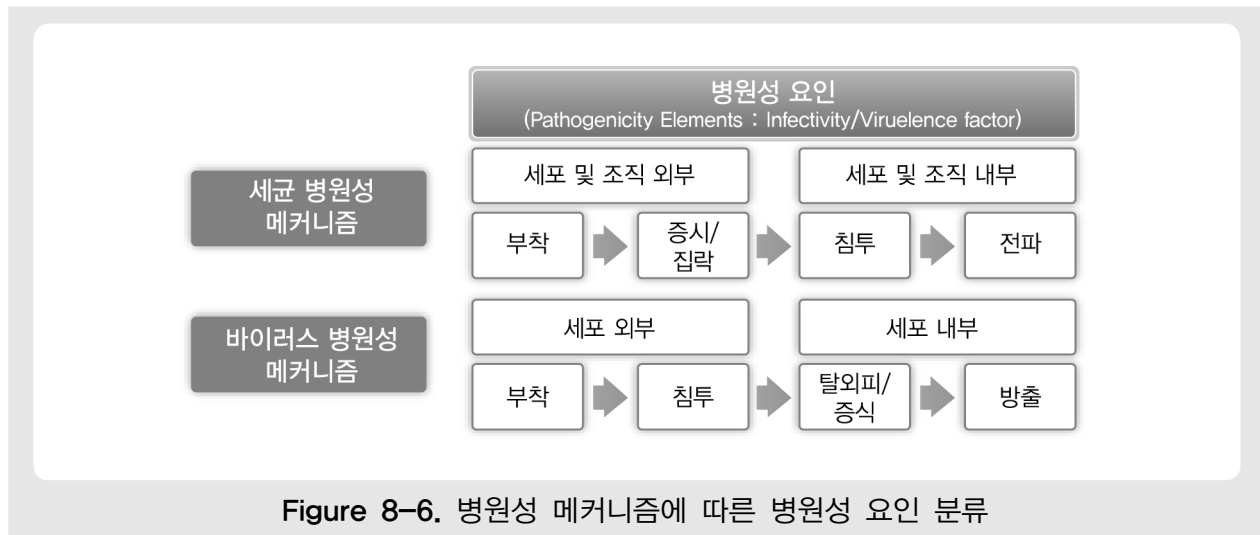 병원성 요인
(Pathogenicity Elements : Infectivity/Viruelence factor)
세균 병원성
메커니즘
세포 및 조직 외부
세포 및 조직 내부
부착
증시/
집락
침투
전파
바이러스 병원성
메커니즘
세포 외부
세포 내부
부착
침투
탈외피/
증식
방출
Figure 8-6. 병원성 메커니즘에 따른 병원성 요인 분류